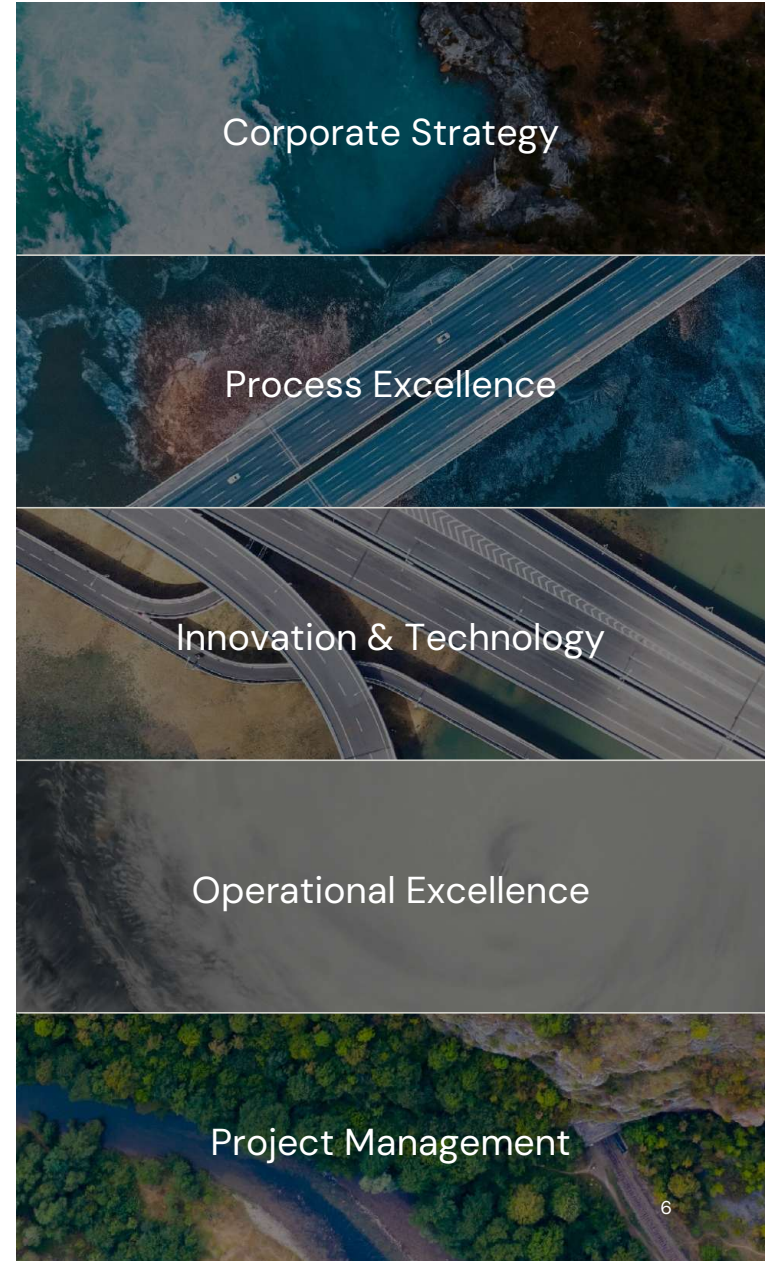 Corporate Strategy
Process Excellence
Innovation & Technology
Operational Excellence
Project Management
6